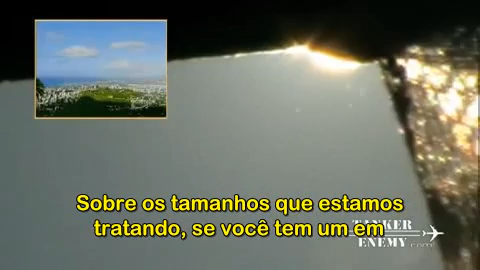 Sobre os tamanhos que estamos
tratando, se você tem um em
TANKER
ENEMY